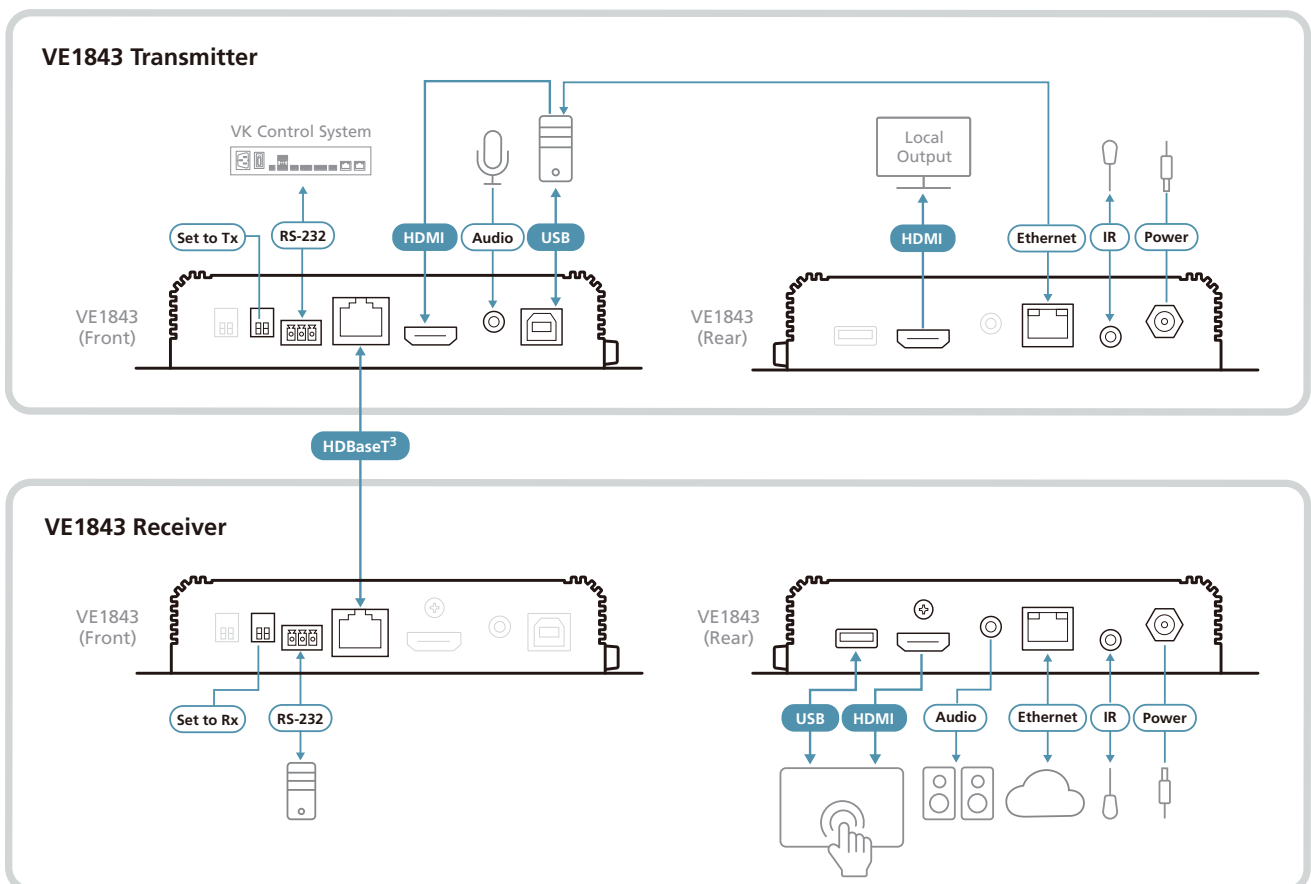 VE1843 Transmitter
VK Control System
Local
Output
Set to Tx
RS-232
HDMI
Audio
USB
HDMI
Ethernet
IR
Power
VE1843
(Front)
VE1843
(Rear)
HDBaseT³
VE1843 Receiver
VE1843
(Front)
VE1843
(Rear)
Set to Rx
RS-232
USB
HDMI
Audio
Ethernet
IR
Power